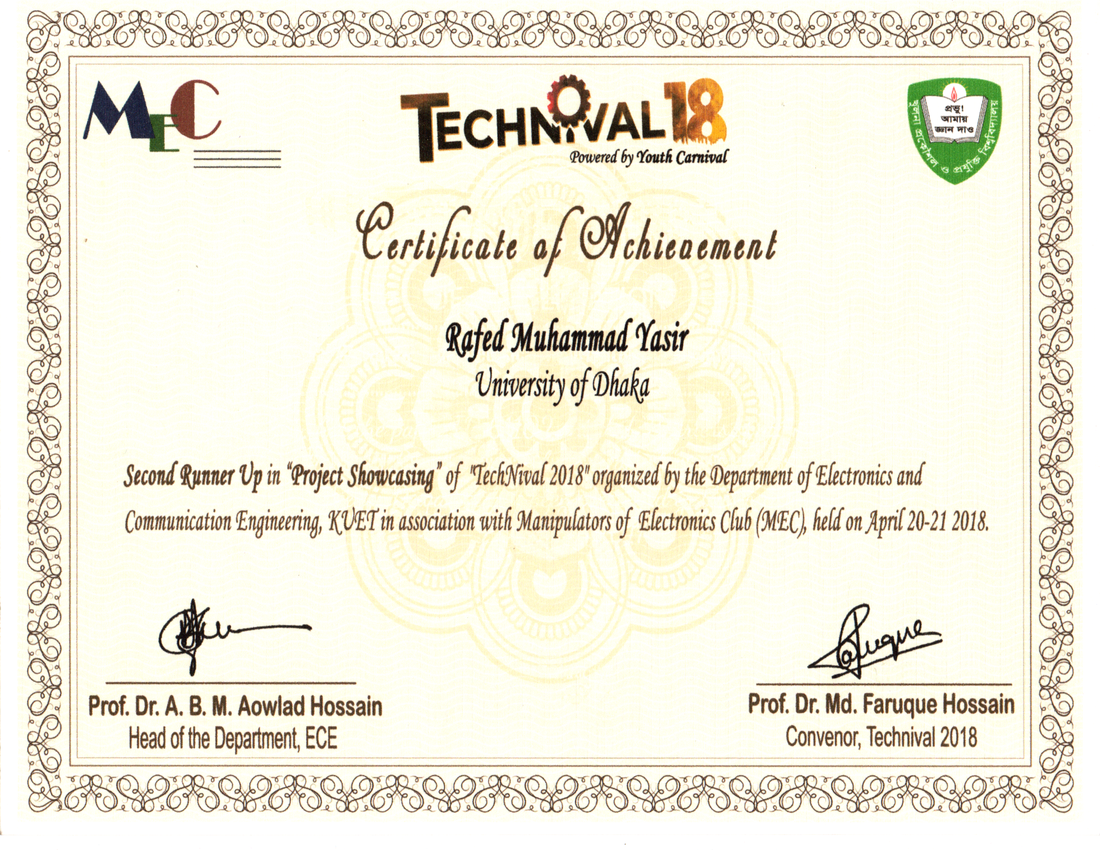 MEC
TECHNIVAL 18
Powered by Youth Carnival
প্রভু!
আমায়
জ্ঞান দাও
খুলনা প্রকৌশল ও প্রযুক্তি বিশ্ববিদ্যালয়
Certificate of Achievement
Rafed Muhammad Yasir
University of Dhaka
Second Runner Up in "Project Showcasing" of "TechNival 2018" organized by the Department of Electronics and
Communication Engineering, KUET in association with Manipulators of Electronics Club (MEC), held on April 20-21 2018.
Faruque
Prof. Dr. A. B. M. Aowlad Hossain
Head of the Department, ECE
Prof. Dr. Md. Faruque Hossain
Convenor, Technival 2018